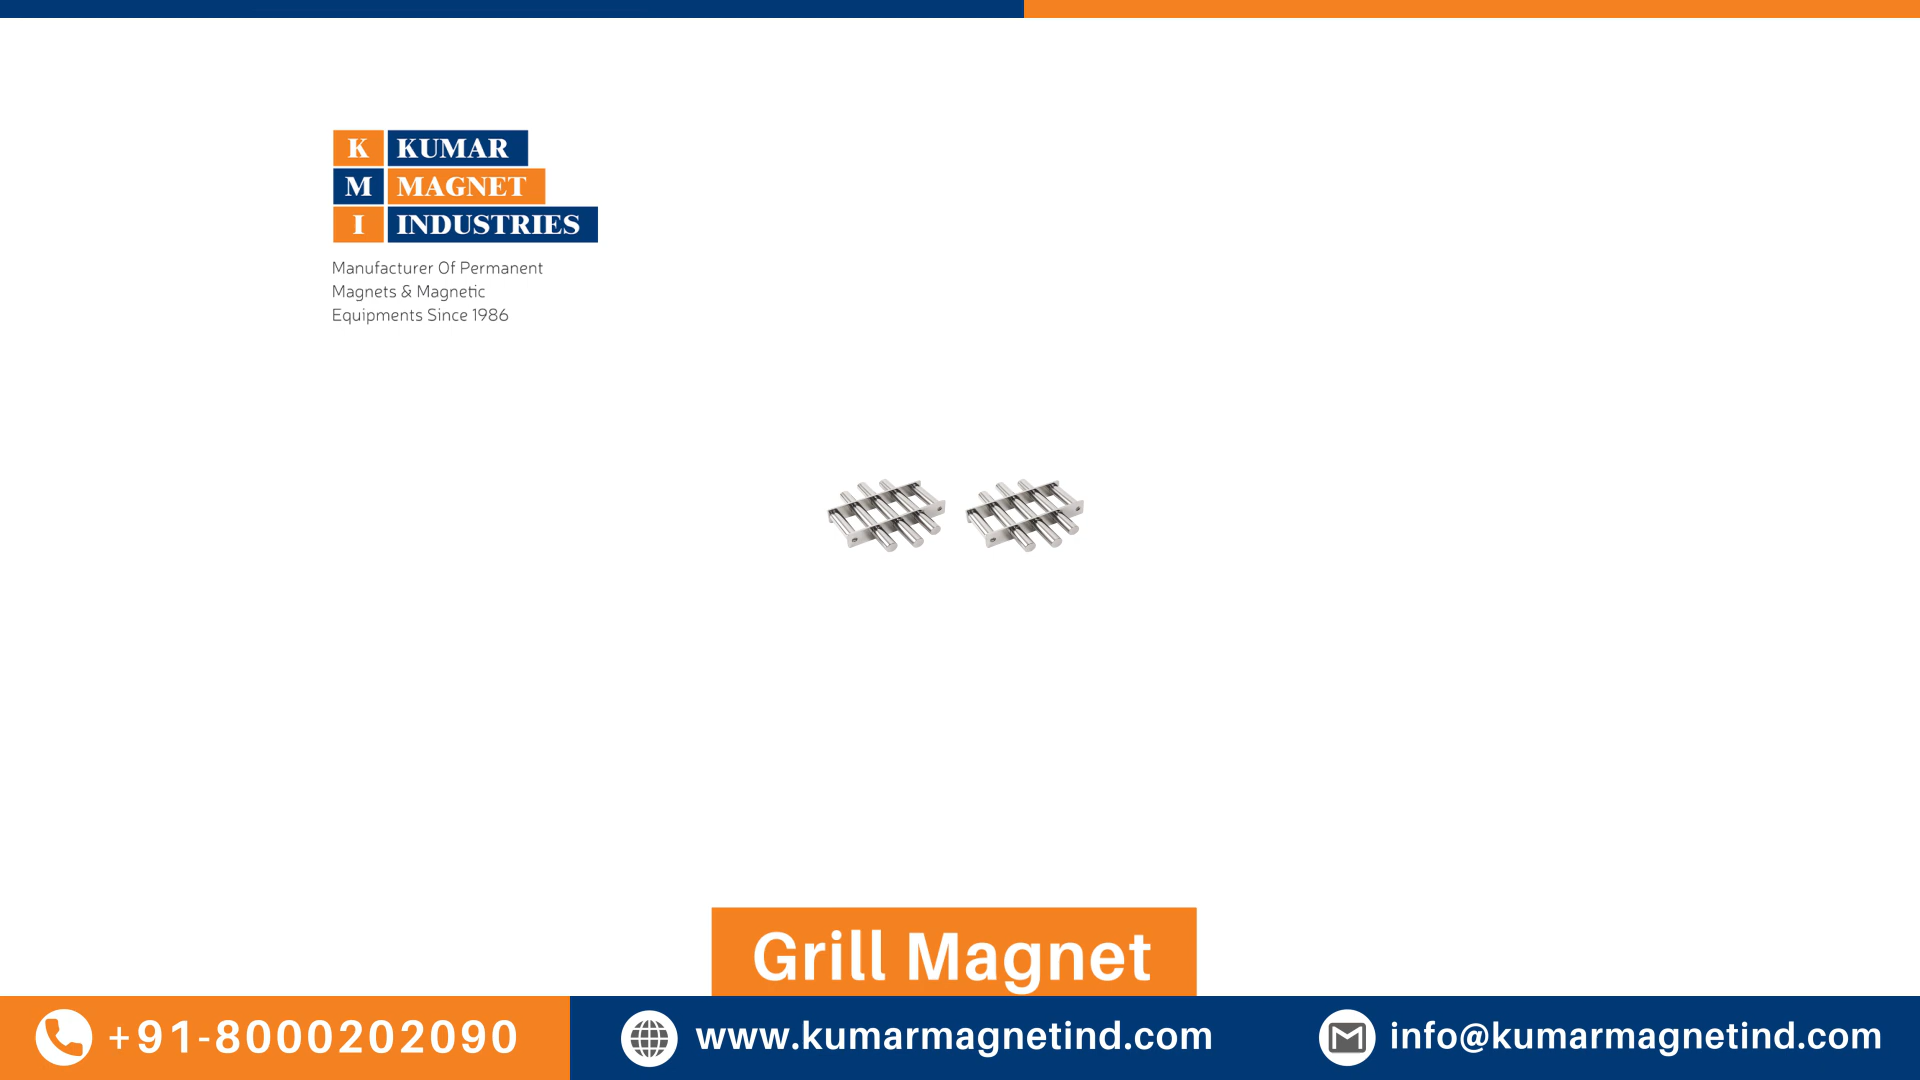 K KUMAR
M MAGNET
I INDUSTRIES
Manufacturer Of Permanent
Magnets & Magnetic
Equipments Since 1986
Grill Magnet
+91-8000202090
www.kumarmagnetind.com
info@kumarmagnetind.com